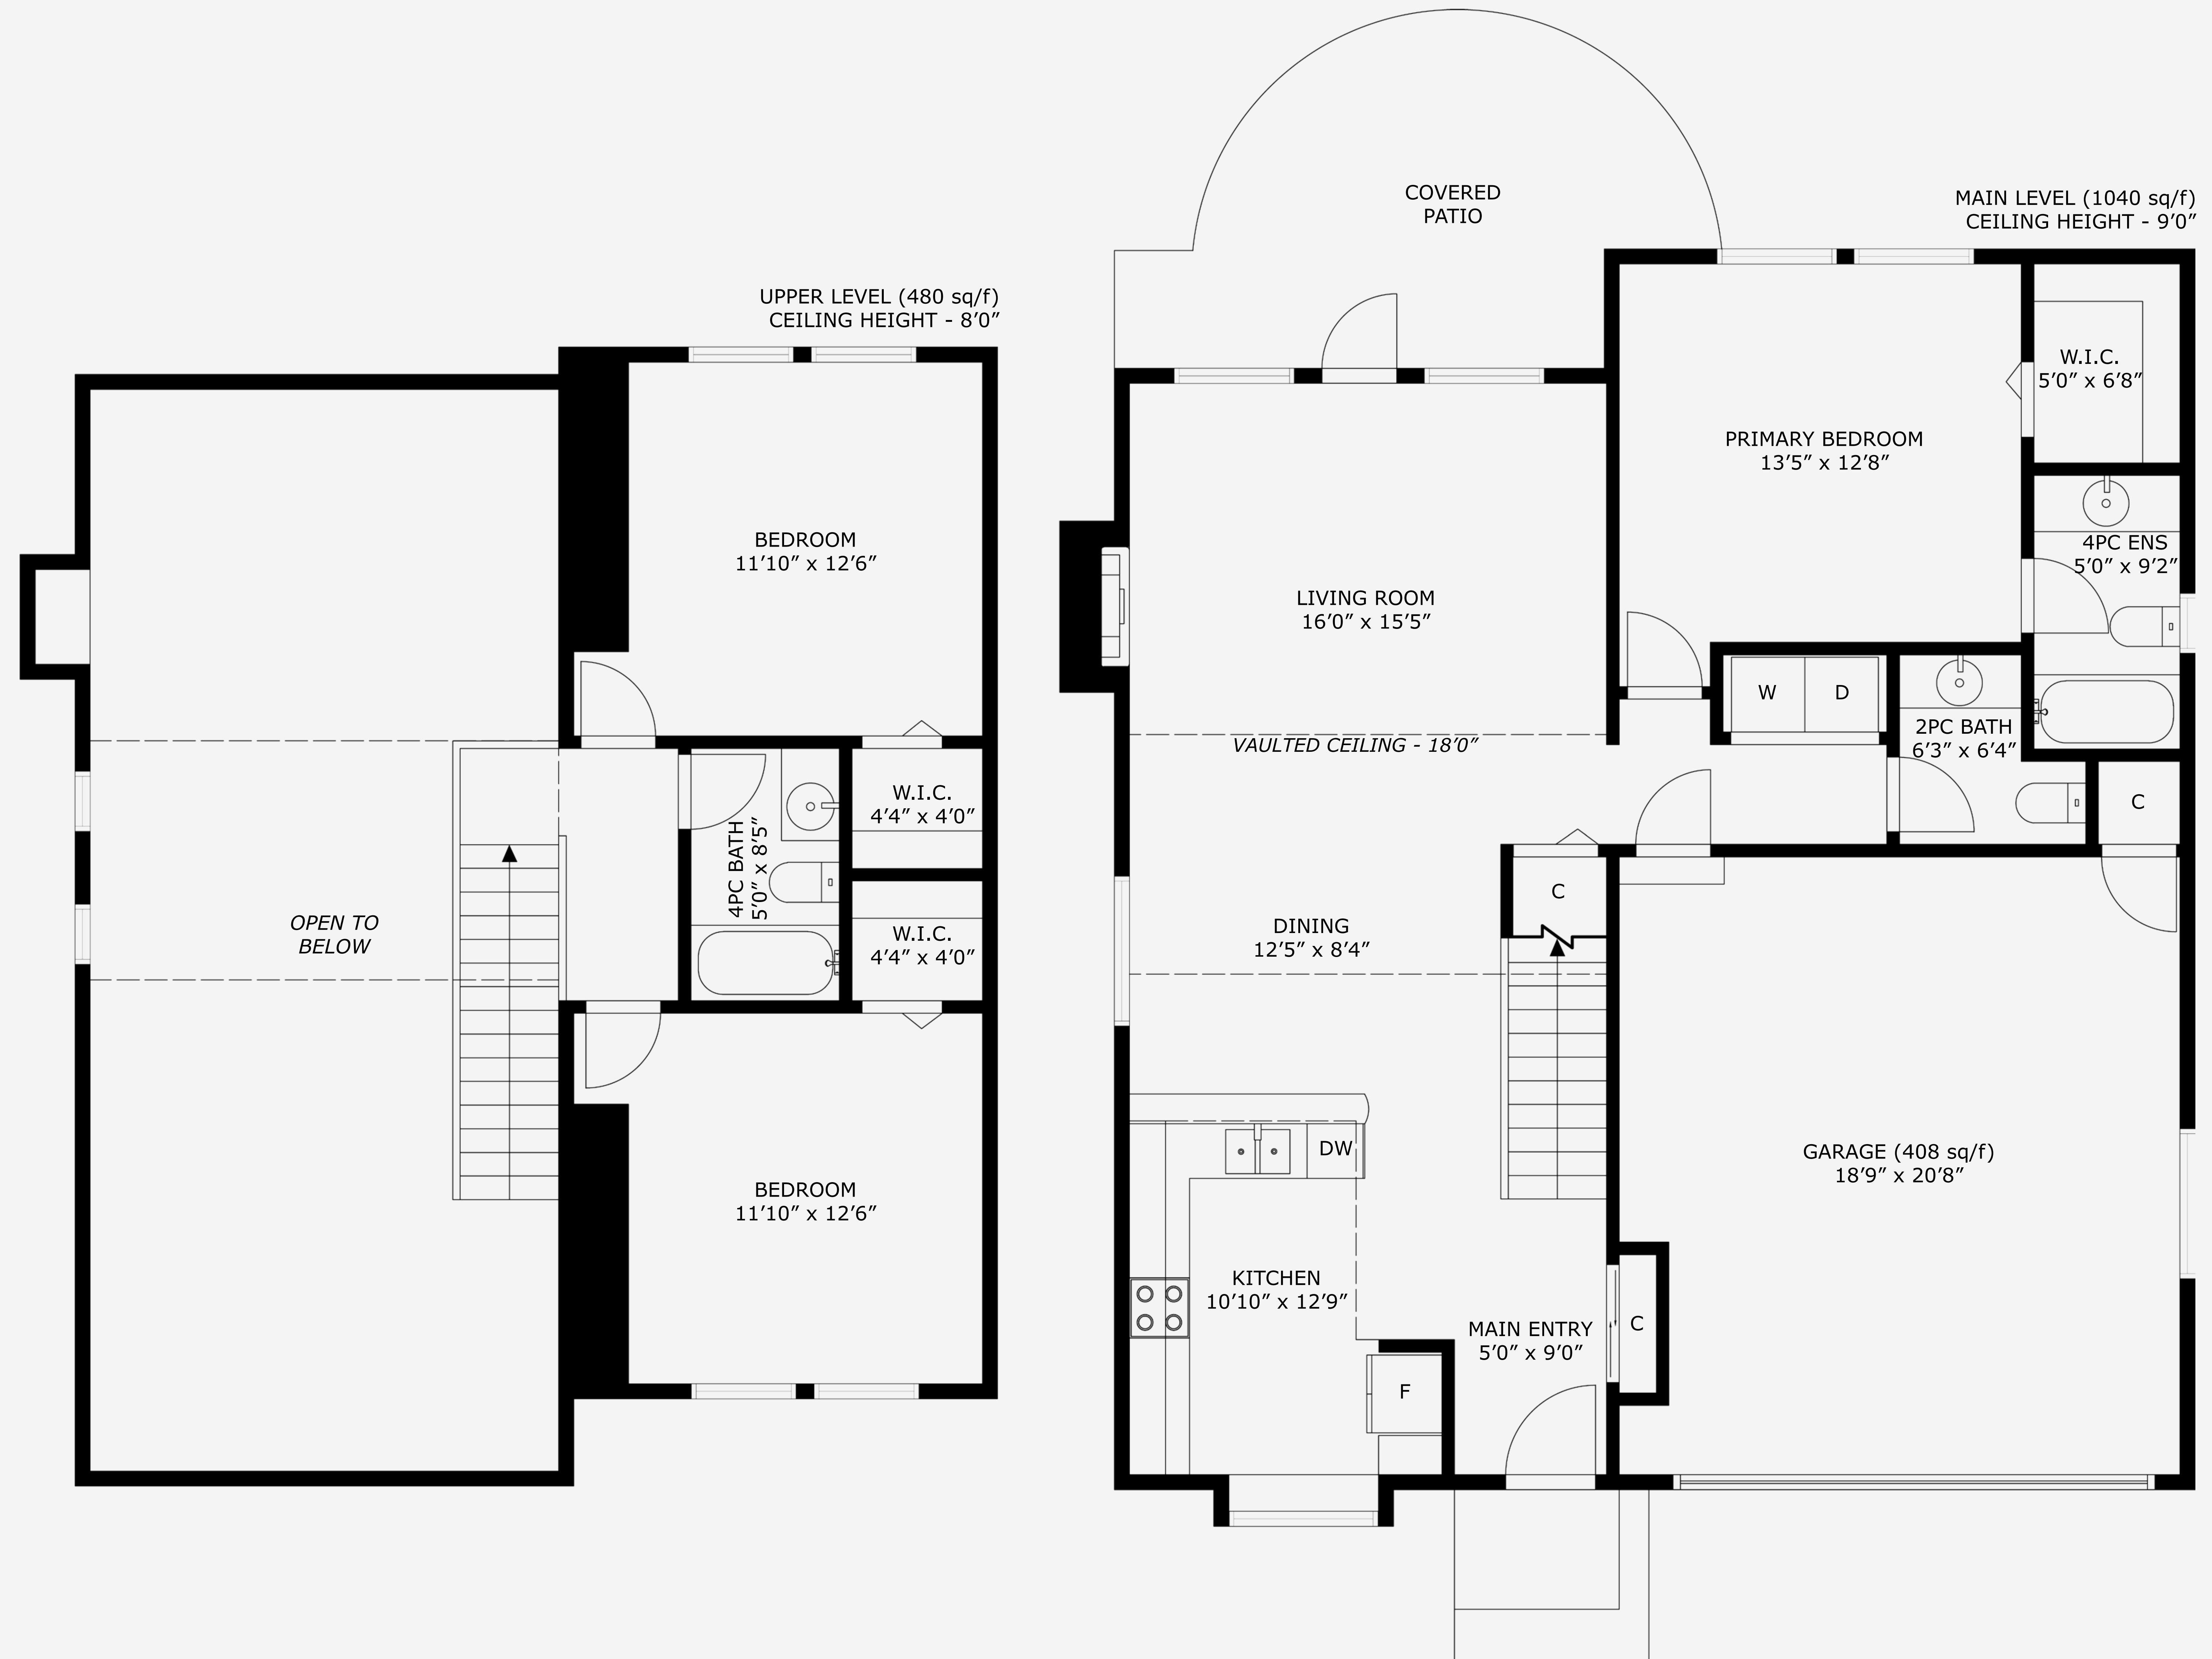 COVERED
PATIO
MAIN LEVEL (1040 sq/f)
CEILING HEIGHT - 9′0″
UPPER LEVEL (480 sq/f)
CEILING HEIGHT - 8′0″
W.I.C.
5′0″ x 6′8″
PRIMARY BEDROOM
13′5″ x 12′8″
BEDROOM
11′10″ x 12′6″
4PC ENS
5′0″ x 9′2″
LIVING ROOM
16′0″ x 15′5″
W
D
2PC BATH
6′3″ x 6′4″
VAULTED CEILING - 18′0″
W.I.C.
4′4″ x 4′0″
C
4PC BATH
5′0″ x 8′5″
C
OPEN TO
BELOW
DINING
12′5″ x 8′4″
W.I.C.
4′4″ x 4′0″
DW
GARAGE (408 sq/f)
18′9″ x 20′8″
BEDROOM
11′10″ x 12′6″
KITCHEN
10′10″ x 12′9″
MAIN ENTRY
5′0″ x 9′0″
C
F